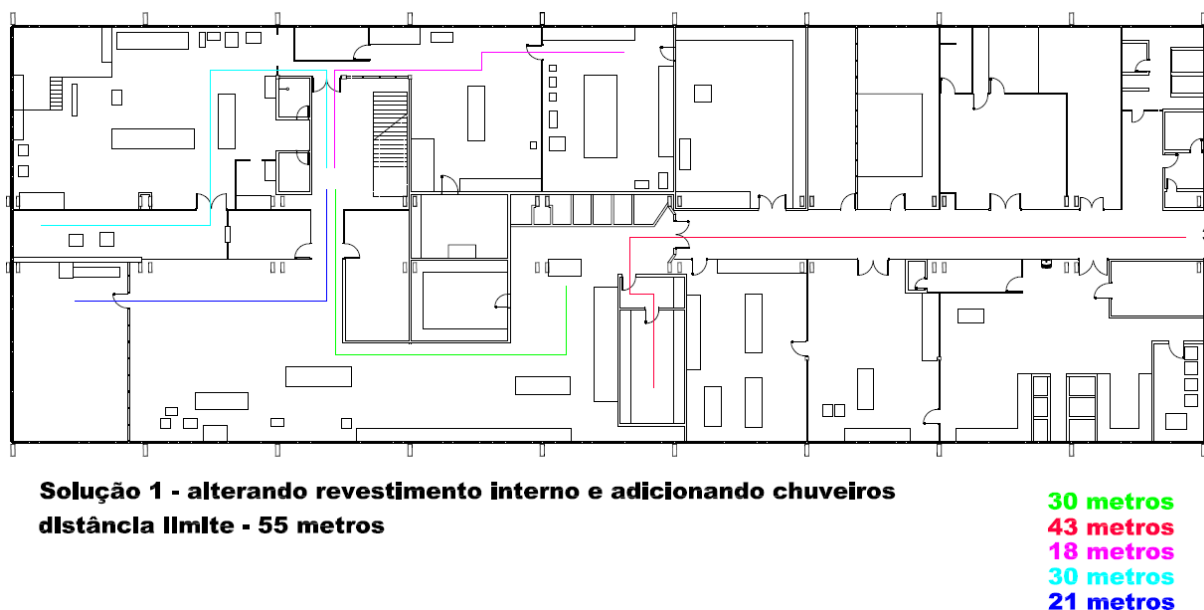 Solução 1 - alterando revestimento interno e adicionando chuveiros
distância limite - 55 metros
30 metros
43 metros
18 metros
30 metros
21 metros